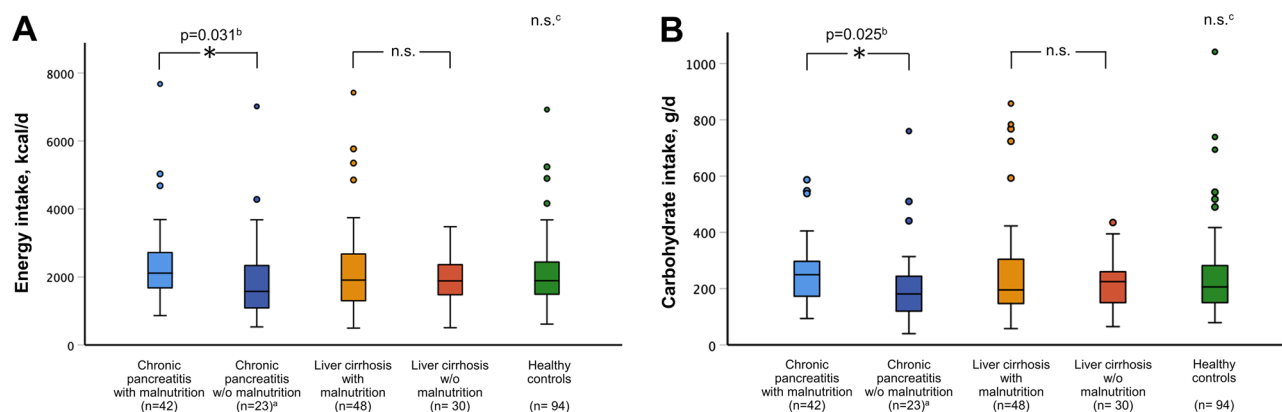 A
n.s.ᶜ
p=0.031ᵇ
*
n.s.
Energy intake, kcal/d
8000
6000
4000
2000
0
Chronic
pancreatitis
with malnutrition
(n=42)
Chronic
pancreatitis
w/o malnutrition
(n=23)ᵃ
Liver cirrhosis
with
malnutrition
(n=48)
Liver cirrhosis
w/o
malnutrition
(n= 30)
Healthy
controls
(n= 94)
B
n.s.ᶜ
p=0.025ᵇ
*
n.s.
Carbohydrate intake, g/d
1000
800
600
400
200
0
Chronic
pancreatitis
with malnutrition
(n=42)
Chronic
pancreatitis
w/o malnutrition
(n=23)ᵃ
Liver cirrhosis
with
malnutrition
(n=48)
Liver cirrhosis
w/o
malnutrition
(n= 30)
Healthy
controls
(n= 94)